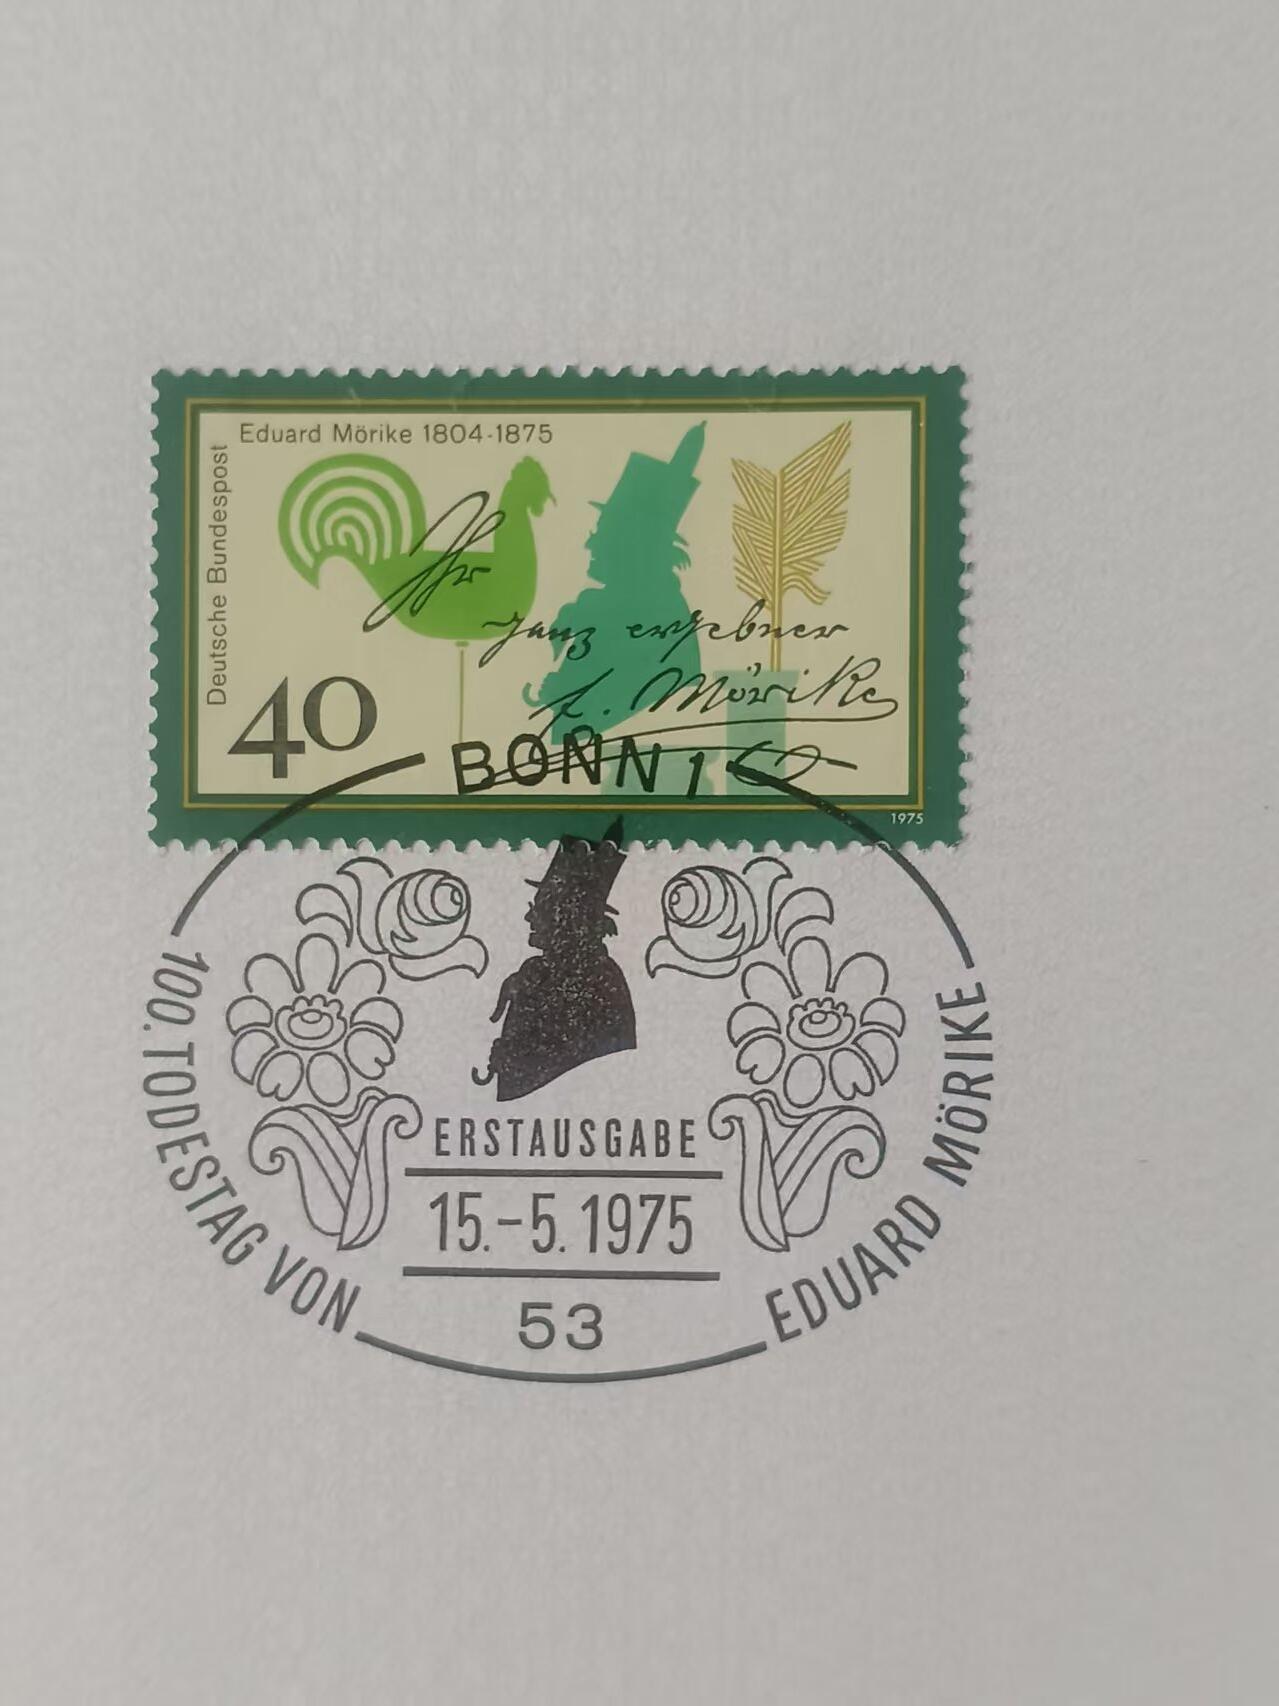 Eduard Mörike 1804-1875
Deutsche Bundespost
Ihr
ganz ergebner
E. Mörike
40
1975
BONN 1
100. TODESTAG VON
EDUARD MÖRIKE
ERSTAUSGABE
15.-5.1975
53